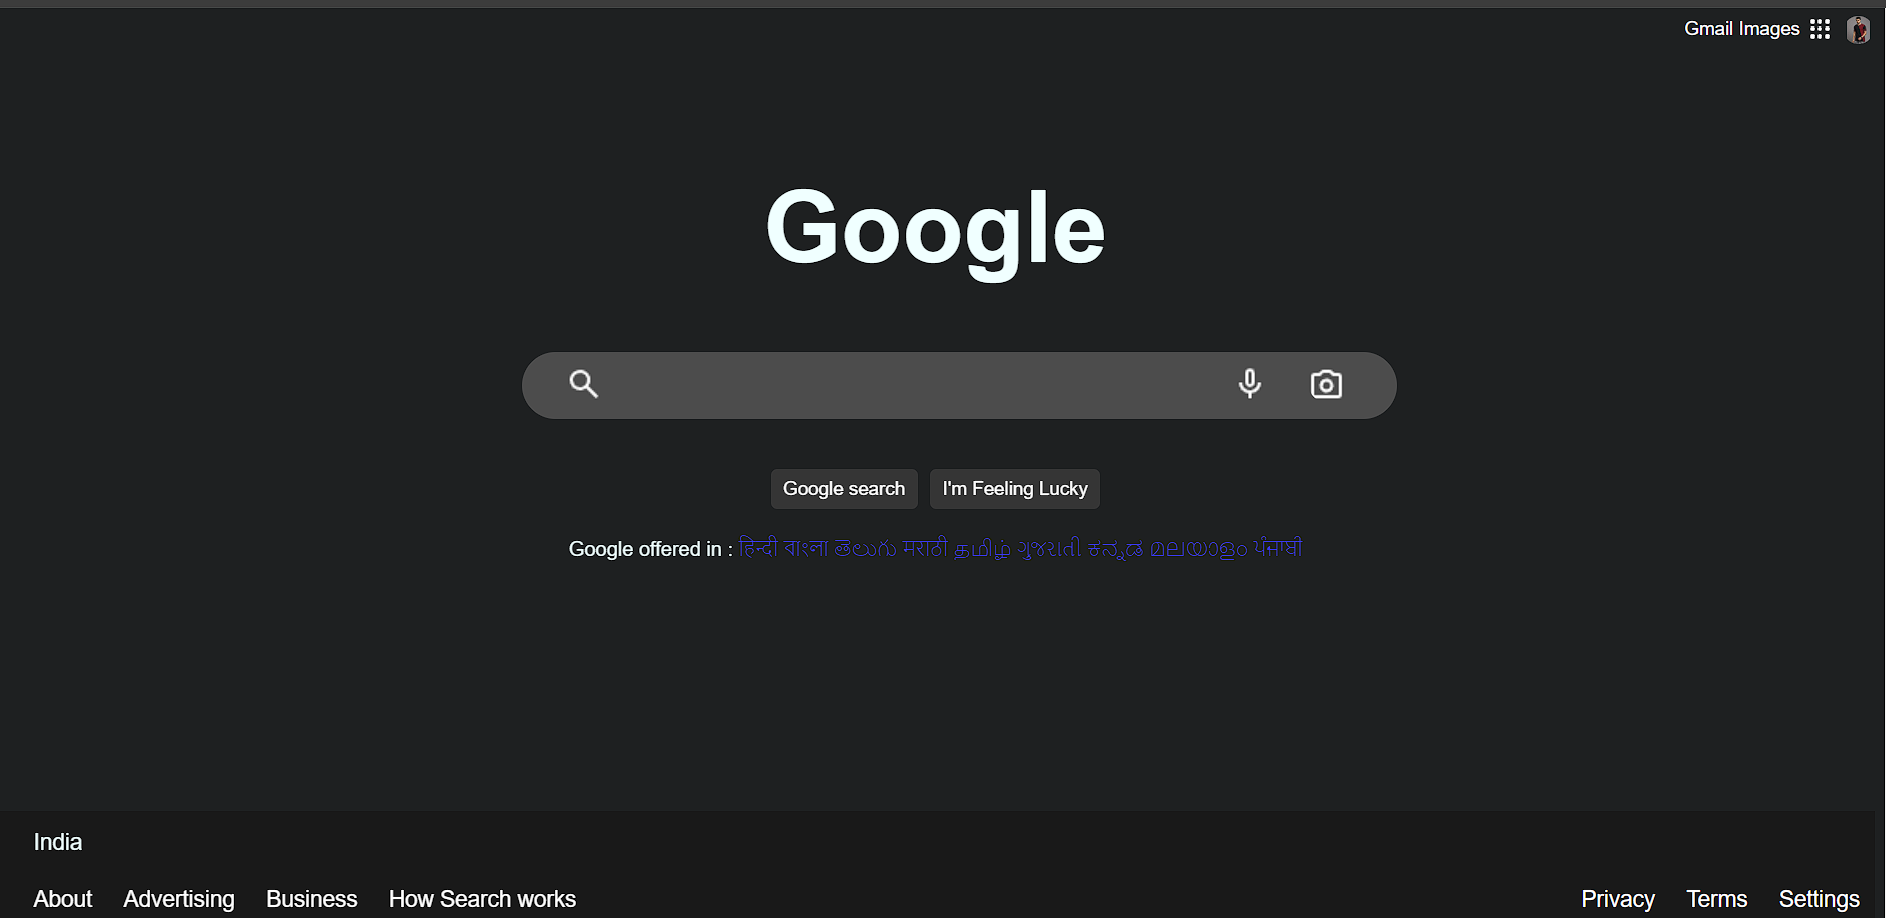 Gmail Images
Google
Google search I'm Feeling Lucky
Google offered in : हिन्दी বাংলা తెలుగు मराठी தமிழ் ગુજરાતી ಕನ್ನಡ മലയാളം ਪੰਜਾਬੀ
India
About Advertising Business How Search works Privacy Terms Settings